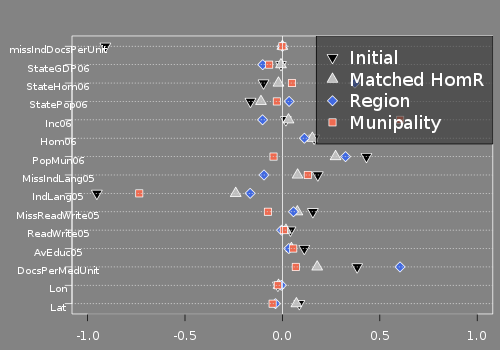 missIndDocsPerUnit
StateGDP06
StateHom06
StatePop06
Inc06
Hom06
PopMun06
MissIndLang05
IndLang05
MissReadWrite05
ReadWrite05
AvEduc05
DocsPerMedUnit
Lon
Lat
Initial
Matched HomR
Region
Munipality
-1.0 -0.5 0.0 0.5 1.0